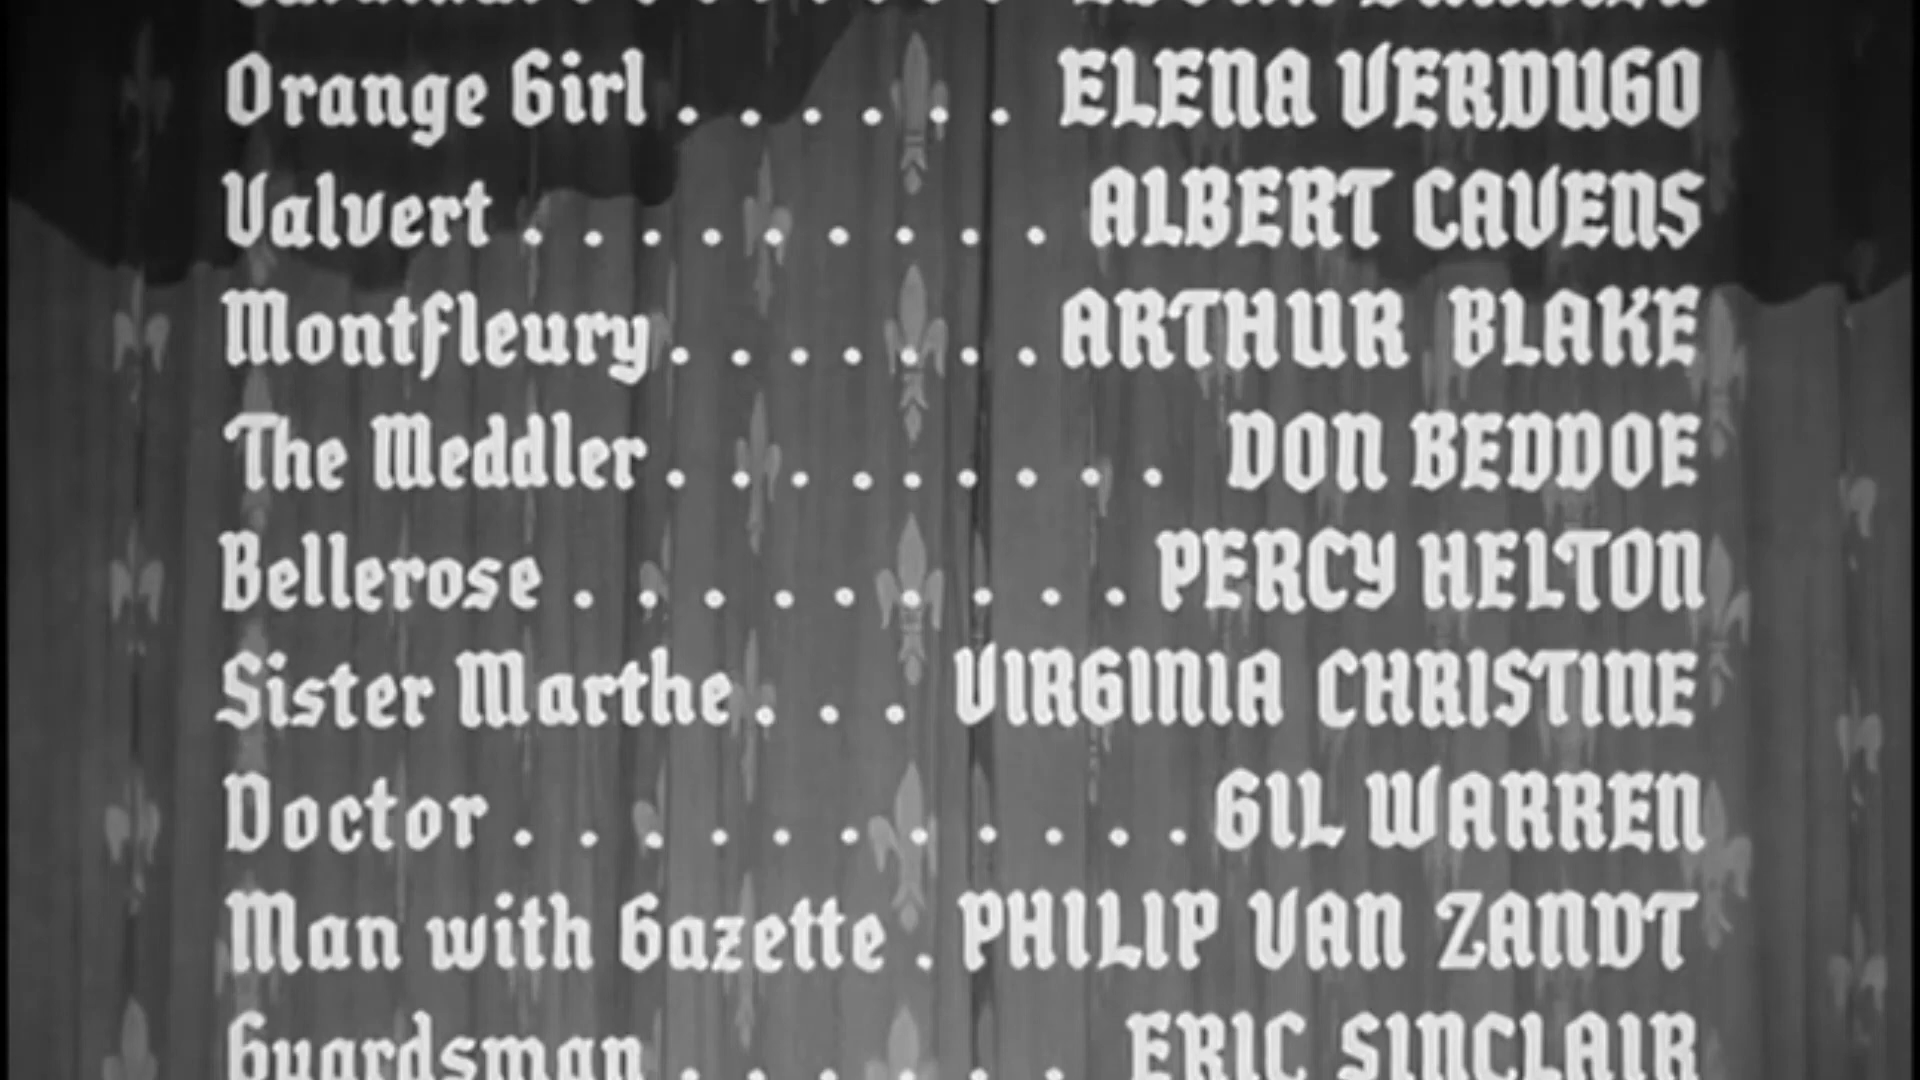 Orange Girl . . . . . . ELENA VERDUGO
Valvert . . . . . . . . . ALBERT CAVENS
Montfleury . . . . . . . ARTHUR BLAKE
The Meddler . . . . . . . . . DON BEDDOE
Bellerose . . . . . . . . . PERCY HELTON
Sister Marthe . . . VIRGINIA CHRISTINE
Doctor . . . . . . . . . . . GIL WARREN
Man with Gazette . PHILIP VAN ZANDT
Guardsman . . . . . . . ERIC SINCLAIR